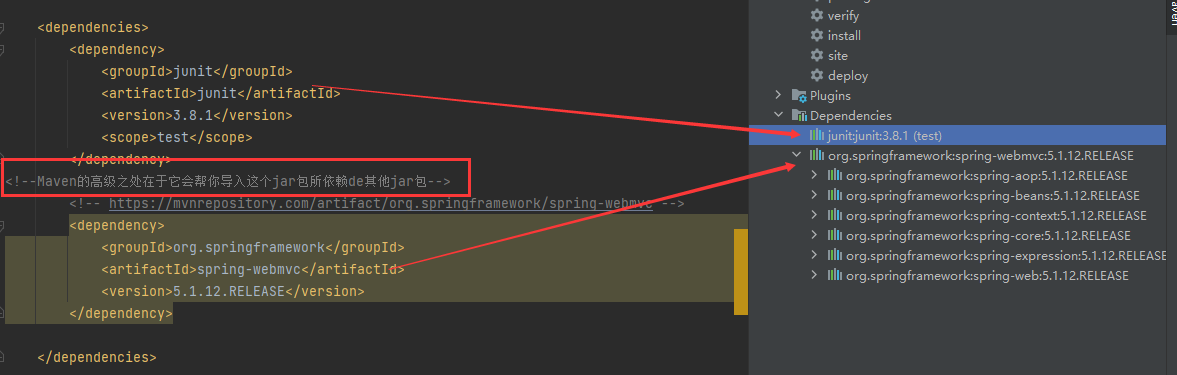 <dependencies>
<dependency>
<groupId>junit</groupId>
<artifactId>junit</artifactId>
<version>3.8.1</version>
<scope>test</scope>
</dependency>
<!--Maven的高级之处在于它会帮你导入这个jar包所依赖de其他jar包-->
<!-- https://mvnrepository.com/artifact/org.springframework/spring-webmvc -->
<dependency>
<groupId>org.springframework</groupId>
<artifactId>spring-webmvc</artifactId>
<version>5.1.12.RELEASE</version>
</dependency>
</dependencies>
verify
install
site
deploy
Plugins
Dependencies
junit:junit:3.8.1 (test)
org.springframework:spring-webmvc:5.1.12.RELEASE
org.springframework:spring-aop:5.1.12.RELEASE
org.springframework:spring-beans:5.1.12.RELEASE
org.springframework:spring-context:5.1.12.RELEASE
org.springframework:spring-core:5.1.12.RELEASE
org.springframework:spring-expression:5.1.12.RELEASE
org.springframework:spring-web:5.1.12.RELEASE